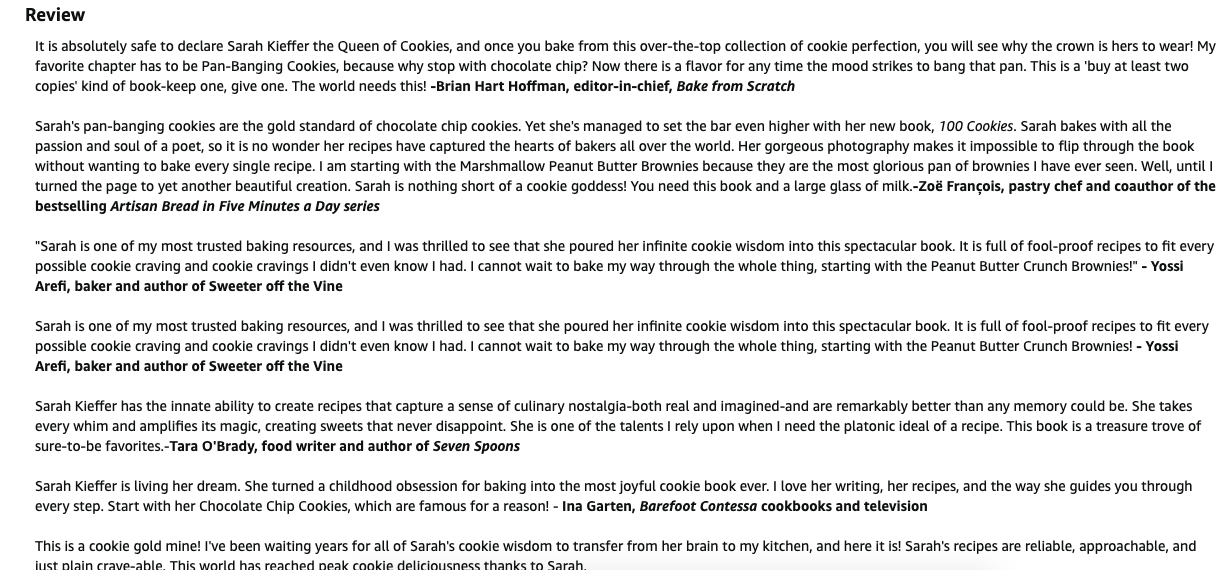 Review
It is absolutely safe to declare Sarah Kieffer the Queen of Cookies, and once you bake from this over-the-top collection of cookie perfection, you will see why the crown is hers to wear! My
favorite chapter has to be Pan-Banging Cookies, because why stop with chocolate chip? Now there is a flavor for any time the mood strikes to bang that pan. This is a 'buy at least two
copies' kind of book-keep one, give one. The world needs this! -Brian Hart Hoffman, editor-in-chief, Bake from Scratch
Sarah's pan-banging cookies are the gold standard of chocolate chip cookies. Yet she's managed to set the bar even higher with her new book, 100 Cookies. Sarah bakes with all the
passion and soul of a poet, so it is no wonder her recipes have captured the hearts of bakers all over the world. Her gorgeous photography makes it impossible to flip through the book
without wanting to bake every single recipe. I am starting with the Marshmallow Peanut Butter Brownies because they are the most glorious pan of brownies I have ever seen. Well, until I
turned the page to yet another beautiful creation. Sarah is nothing short of a cookie goddess! You need this book and a large glass of milk.-Zoë François, pastry chef and coauthor of the
bestselling Artisan Bread in Five Minutes a Day series
"Sarah is one of my most trusted baking resources, and I was thrilled to see that she poured her infinite cookie wisdom into this spectacular book. It is full of fool-proof recipes to fit every
possible cookie craving and cookie cravings I didn't even know I had. I cannot wait to bake my way through the whole thing, starting with the Peanut Butter Crunch Brownies!" - Yossi
Arefi, baker and author of Sweeter off the Vine
Sarah is one of my most trusted baking resources, and I was thrilled to see that she poured her infinite cookie wisdom into this spectacular book. It is full of fool-proof recipes to fit every
possible cookie craving and cookie cravings I didn't even know I had. I cannot wait to bake my way through the whole thing, starting with the Peanut Butter Crunch Brownies! - Yossi
Arefi, baker and author of Sweeter off the Vine
Sarah Kieffer has the innate ability to create recipes that capture a sense of culinary nostalgia-both real and imagined-and are remarkably better than any memory could be. She takes
every whim and amplifies its magic, creating sweets that never disappoint. She is one of the talents I rely upon when I need the platonic ideal of a recipe. This book is a treasure trove of
sure-to-be favorites.-Tara O'Brady, food writer and author of Seven Spoons
Sarah Kieffer is living her dream. She turned a childhood obsession for baking into the most joyful cookie book ever. I love her writing, her recipes, and the way she guides you through
every step. Start with her Chocolate Chip Cookies, which are famous for a reason! - Ina Garten, Barefoot Contessa cookbooks and television
This is a cookie gold mine! I've been waiting years for all of Sarah's cookie wisdom to transfer from her brain to my kitchen, and here it is! Sarah's recipes are reliable, approachable, and
just plain crave-able. This world has reached peak cookie deliciousness thanks to Sarah.